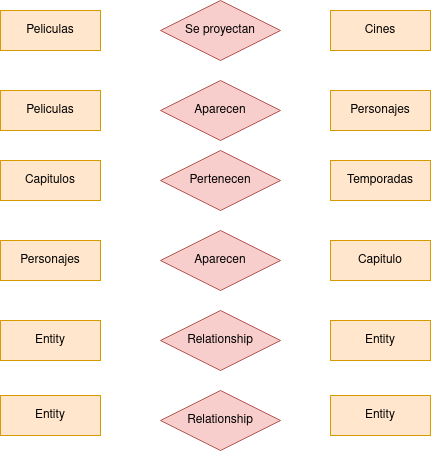 Peliculas Se proyectan Cines
Peliculas Aparecen Personajes
Capitulos Pertenecen Temporadas
Personajes Aparecen Capitulo
Entity Relationship Entity
Entity Relationship Entity